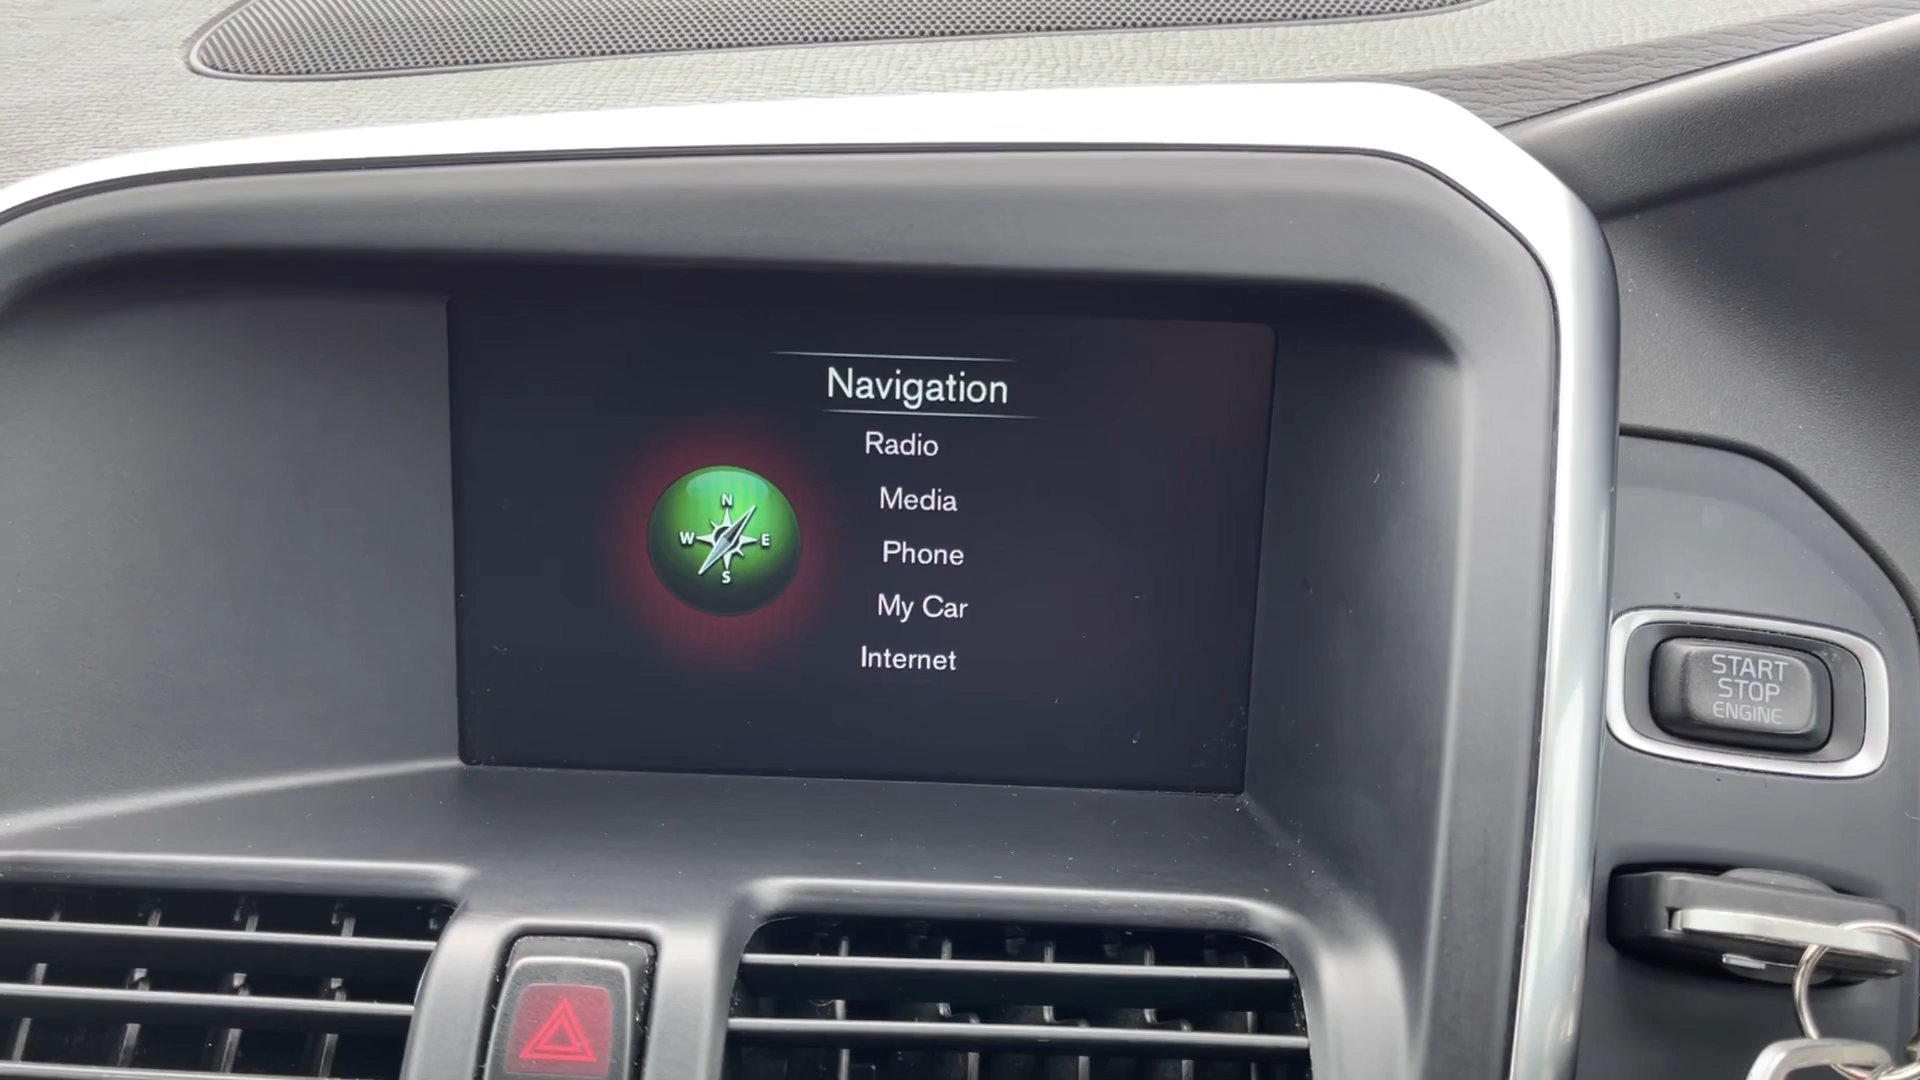 Navigation
Radio
Media
Phone
My Car
Internet
N
W E
S
START
STOP
ENGINE